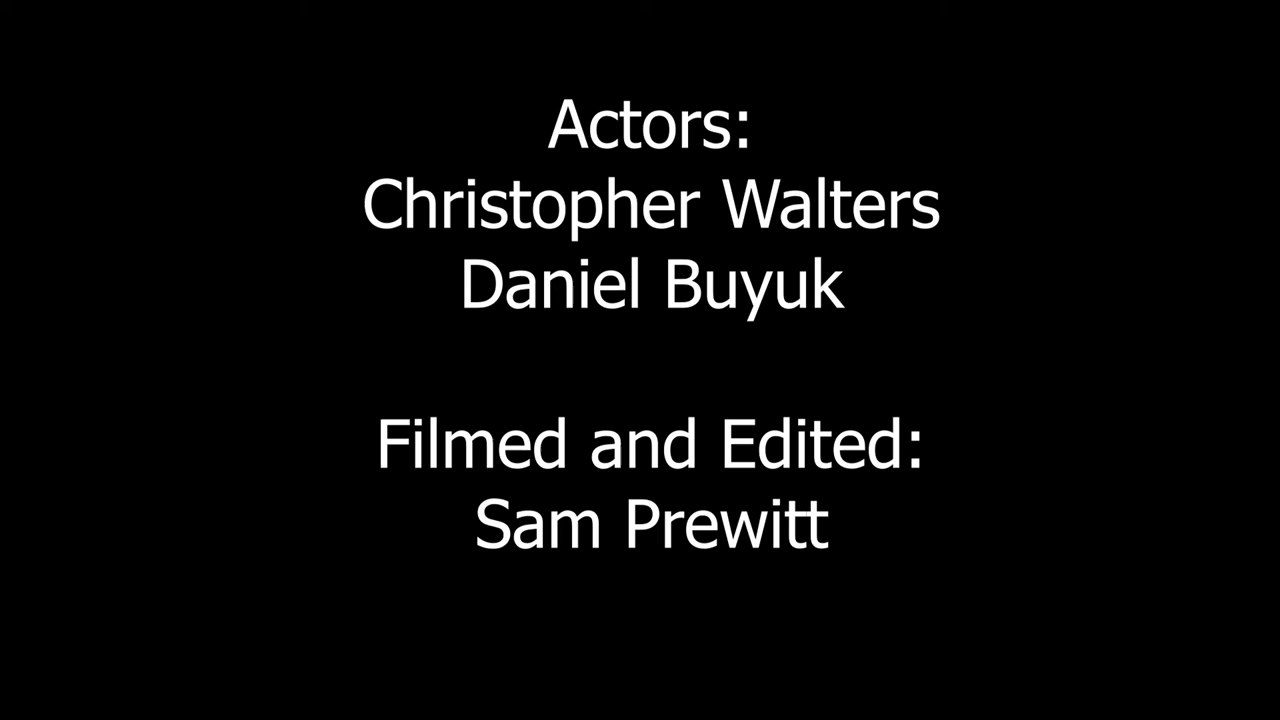 Actors:
Christopher Walters
Daniel Buyuk
Filmed and Edited:
Sam Prewitt